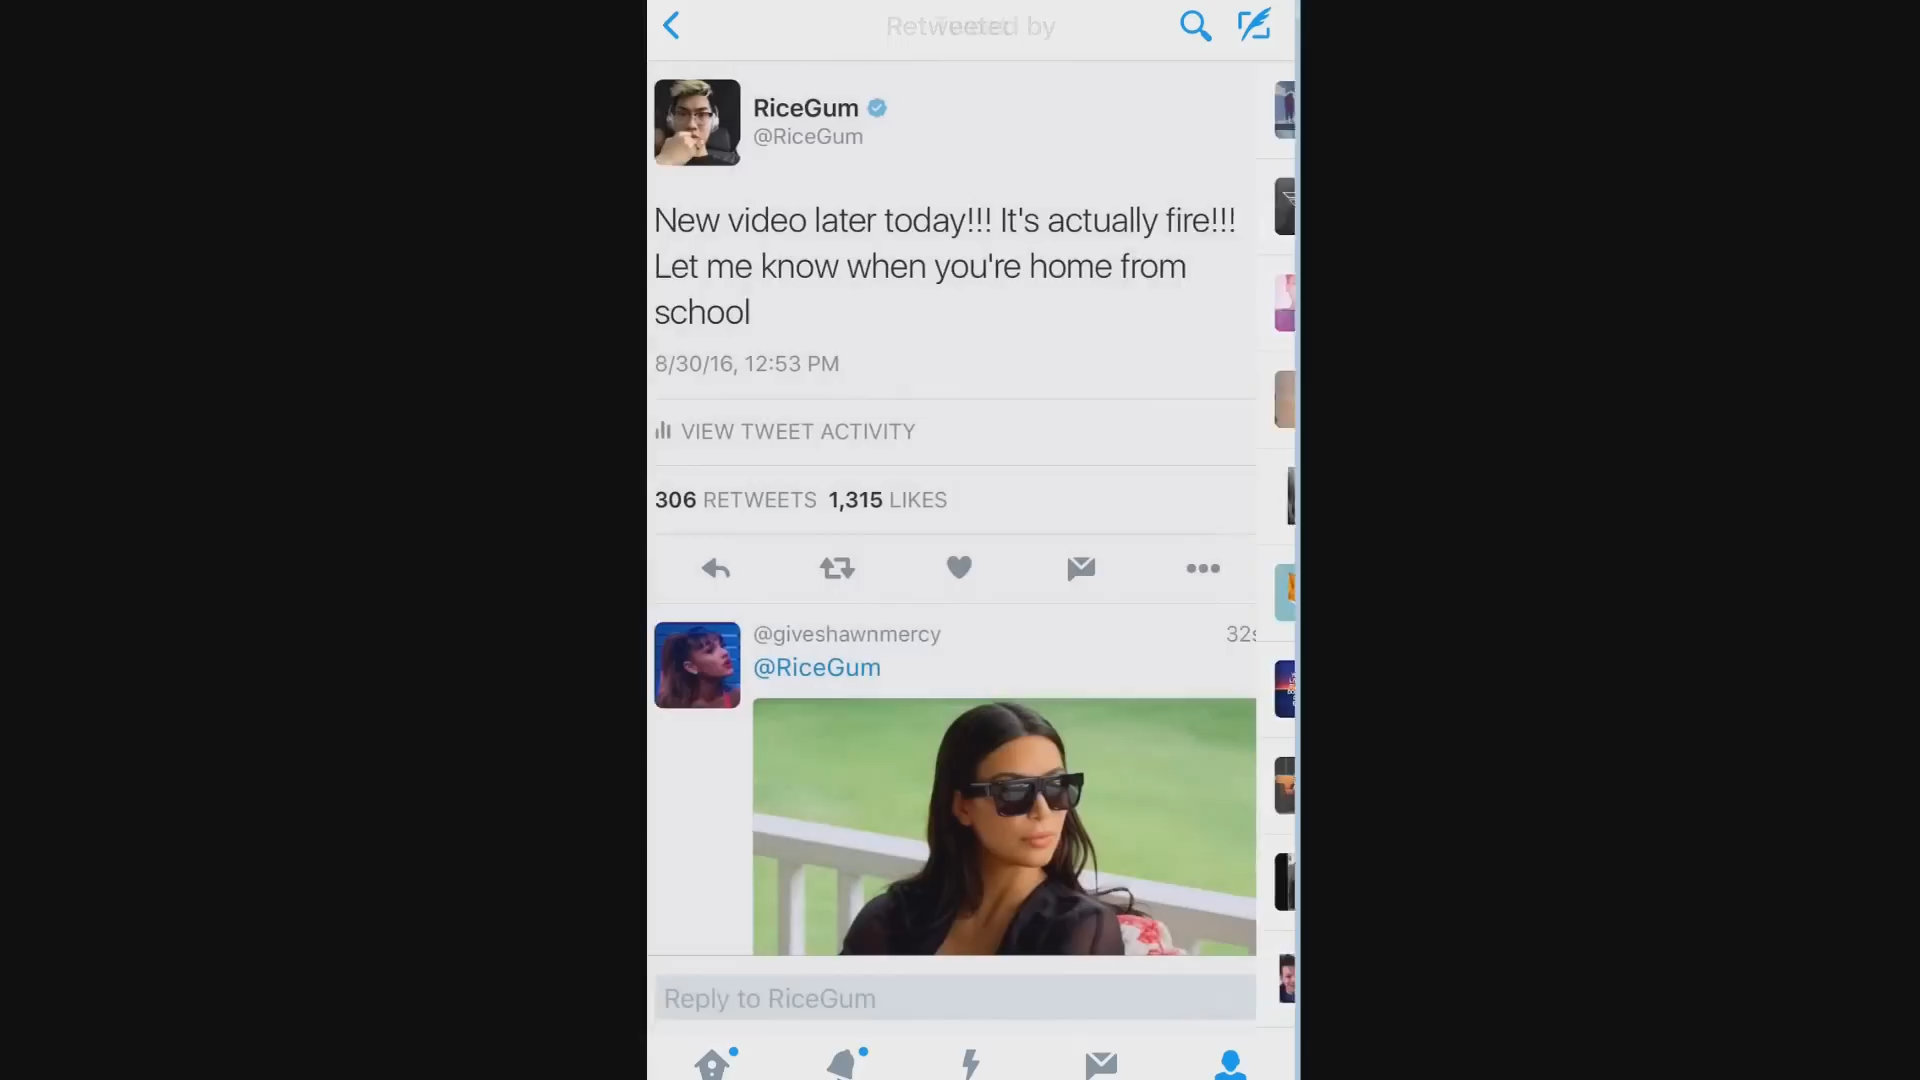 Retweeted by
RiceGum
@RiceGum
New video later today!!! It's actually fire!!!
Let me know when you're home from
school
8/30/16, 12:53 PM
VIEW TWEET ACTIVITY
306 RETWEETS 1,315 LIKES
@giveshawnmercy 32s
@RiceGum
Reply to RiceGum